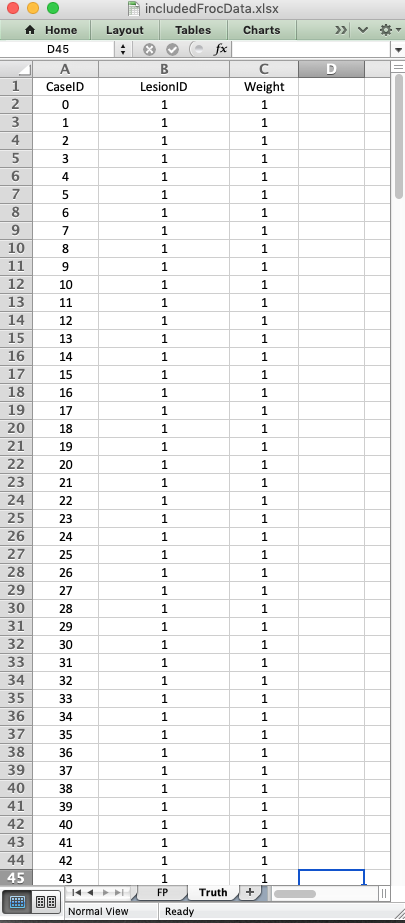 includedFrocData.xlsx
Home Layout Tables Charts >>
D45 fx
A B C D
1 CaseID LesionID Weight
2 0 1 1
3 1 1 1
4 2 1 1
5 3 1 1
6 4 1 1
7 5 1 1
8 6 1 1
9 7 1 1
10 8 1 1
11 9 1 1
12 10 1 1
13 11 1 1
14 12 1 1
15 13 1 1
16 14 1 1
17 15 1 1
18 16 1 1
19 17 1 1
20 18 1 1
21 19 1 1
22 20 1 1
23 21 1 1
24 22 1 1
25 23 1 1
26 24 1 1
27 25 1 1
28 26 1 1
29 27 1 1
30 28 1 1
31 29 1 1
32 30 1 1
33 31 1 1
34 32 1 1
35 33 1 1
36 34 1 1
37 35 1 1
38 36 1 1
39 37 1 1
40 38 1 1
41 39 1 1
42 40 1 1
43 41 1 1
44 42 1 1
45 43 1 1
FP Truth +
Normal View Ready